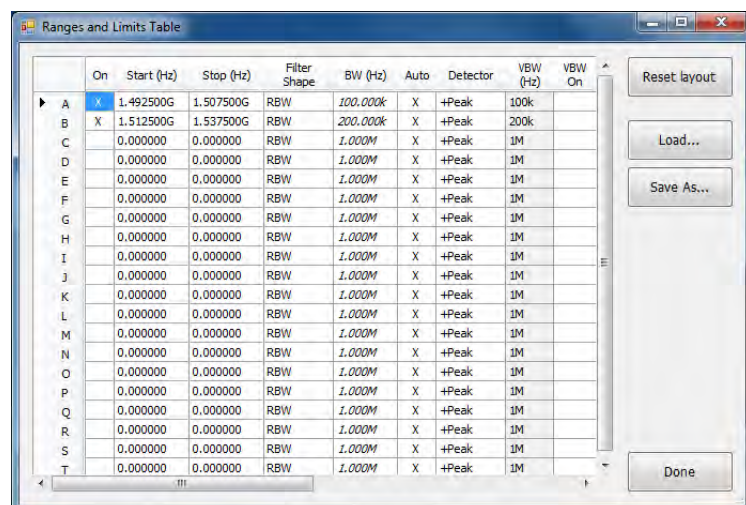 Ranges and Limits Table
On Start (Hz) Stop (Hz) Filter Shape BW (Hz) Auto Detector VBW (Hz) VBW On
A X 1.492500G 1.507500G RBW 100.000k X +Peak 100k
B X 1.512500G 1.537500G RBW 200.000k X +Peak 200k
C 0.000000 0.000000 RBW 1.000M X +Peak 1M
D 0.000000 0.000000 RBW 1.000M X +Peak 1M
E 0.000000 0.000000 RBW 1.000M X +Peak 1M
F 0.000000 0.000000 RBW 1.000M X +Peak 1M
G 0.000000 0.000000 RBW 1.000M X +Peak 1M
H 0.000000 0.000000 RBW 1.000M X +Peak 1M
I 0.000000 0.000000 RBW 1.000M X +Peak 1M
J 0.000000 0.000000 RBW 1.000M X +Peak 1M
K 0.000000 0.000000 RBW 1.000M X +Peak 1M
L 0.000000 0.000000 RBW 1.000M X +Peak 1M
M 0.000000 0.000000 RBW 1.000M X +Peak 1M
N 0.000000 0.000000 RBW 1.000M X +Peak 1M
O 0.000000 0.000000 RBW 1.000M X +Peak 1M
P 0.000000 0.000000 RBW 1.000M X +Peak 1M
Q 0.000000 0.000000 RBW 1.000M X +Peak 1M
R 0.000000 0.000000 RBW 1.000M X +Peak 1M
S 0.000000 0.000000 RBW 1.000M X +Peak 1M
T 0.000000 0.000000 RBW 1.000M X +Peak 1M
Reset layout
Load...
Save As...
Done